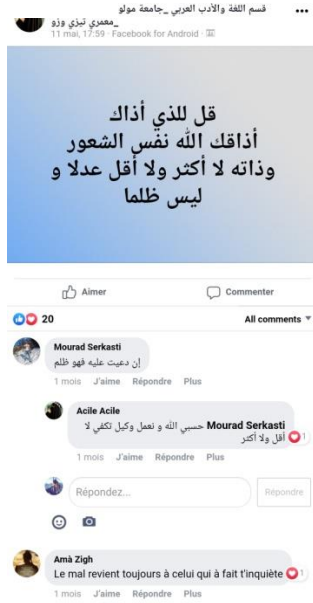 قسم اللغة والأدب العربي _جامعة مولو
_معمري تيزي وزو
11 mai, 17:59 · Facebook for Android ·
قل للذي أذاك
أذاقك الله نفس الشعور
وذاته لا أكثر ولا أقل عدلا و
ليس ظلما
Aimer Commenter
20 All comments
Mourad Serkasti
إن دعيت عليه فهو ظلم
1 mois J'aime Répondre Plus
Acile Acile
Mourad Serkasti حسبي الله و نعمل وكيل تكفي لا
أقل ولا أكثر 1
1 mois J'aime Répondre Plus
Répondez... Répondre
Amà Zigh
Le mal revient toujours à celui qui à fait t'inquiète 1
1 mois J'aime Répondre Plus